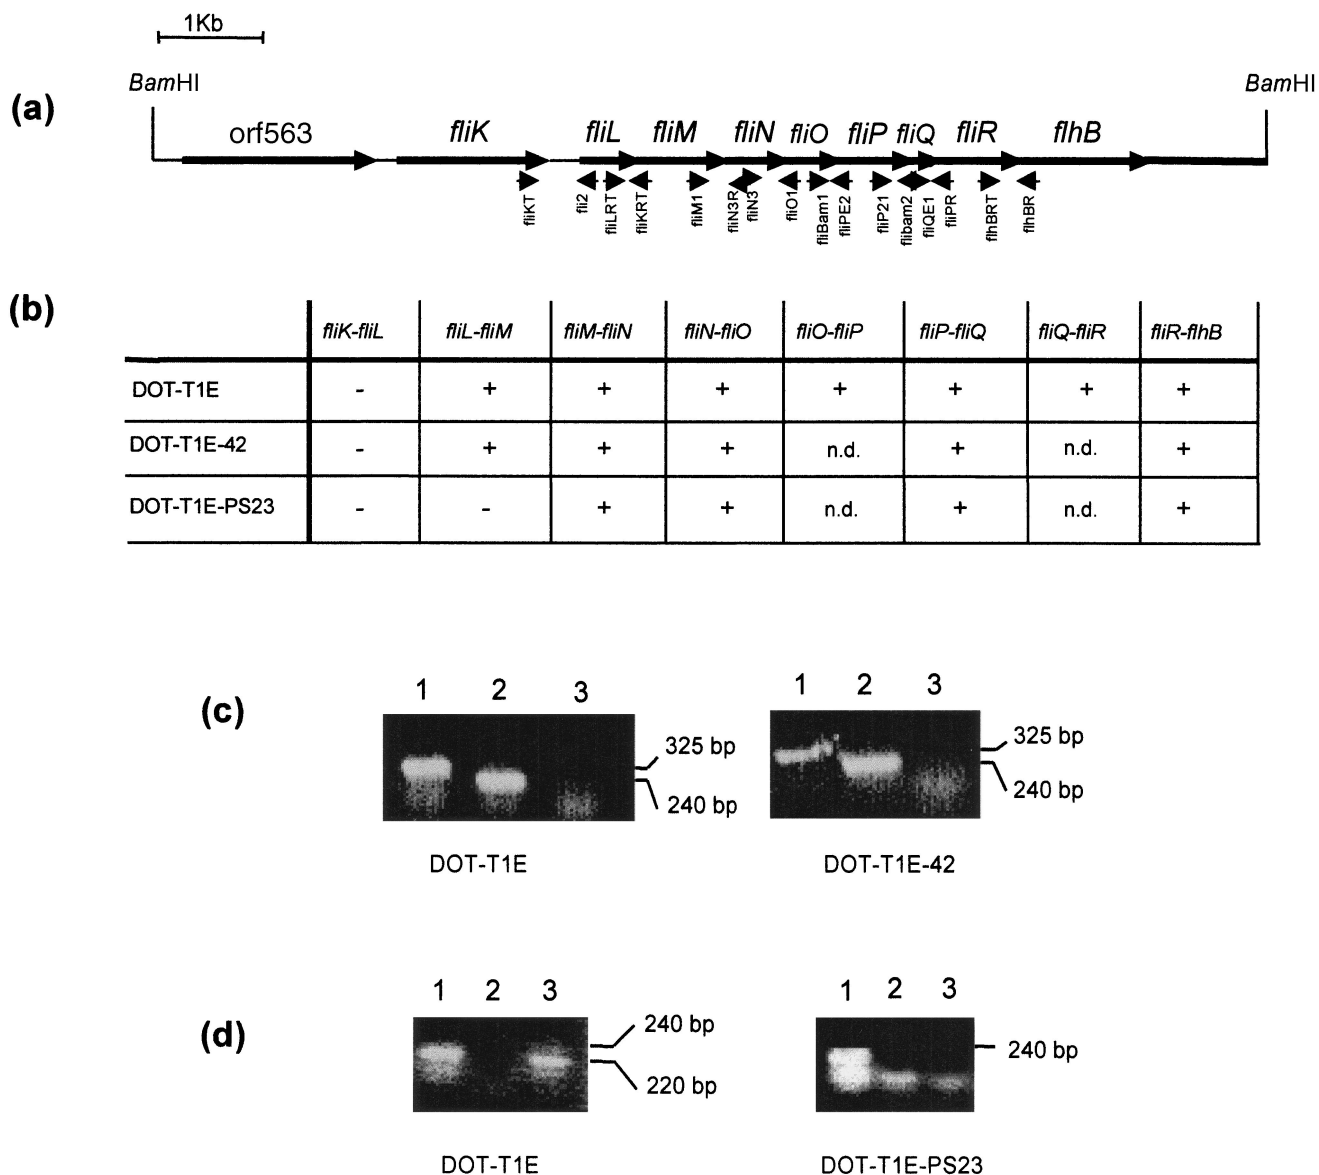 1Kb
BamHI
BamHI
(a)
orf563
fliK
fliL
fliM
fliN
fliO
fliP
fliQ
fliR
flhB
fliKT
fli2
fliLRT
fliKRT
fliM1
fliN3R
fliN3
fliO1
fliBam1
fliPE2
fliP21
flibam2
fliQE1
fliPR
flhBRT
flhBR
(b)
fliK-fliL fliL-fliM fliM-fliN fliN-fliO fliO-fliP fliP-fliQ fliQ-fliR fliR-flhB
DOT-T1E - + + + + + + +
DOT-T1E-42 - + + + n.d. + n.d. +
DOT-T1E-PS23 - - + + n.d. + n.d. +
(c)
1 2 3
325 bp
240 bp
DOT-T1E
1 2 3
325 bp
240 bp
DOT-T1E-42
(d)
1 2 3
240 bp
220 bp
DOT-T1E
1 2 3
240 bp
DOT-T1E-PS23